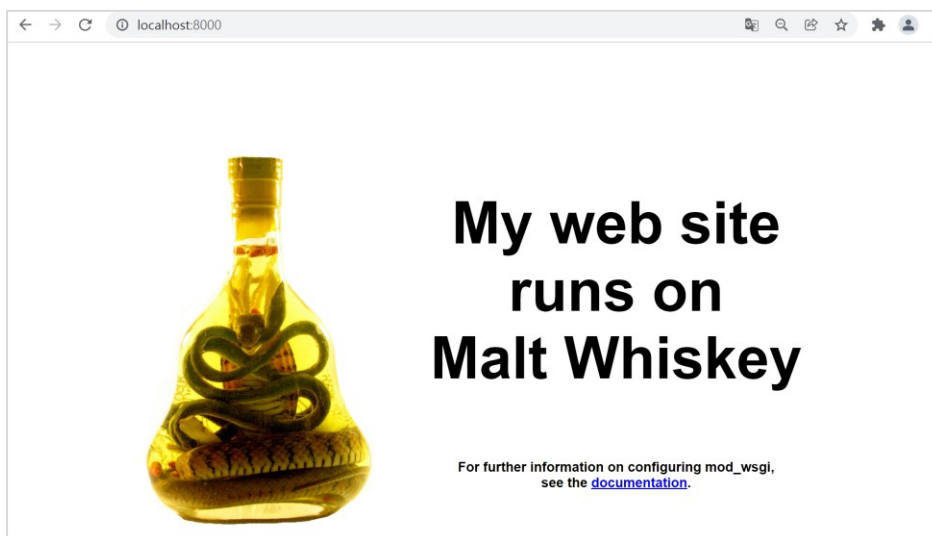 localhost:8000
My web site
runs on
Malt Whiskey
For further information on configuring mod_wsgi,
see the documentation.